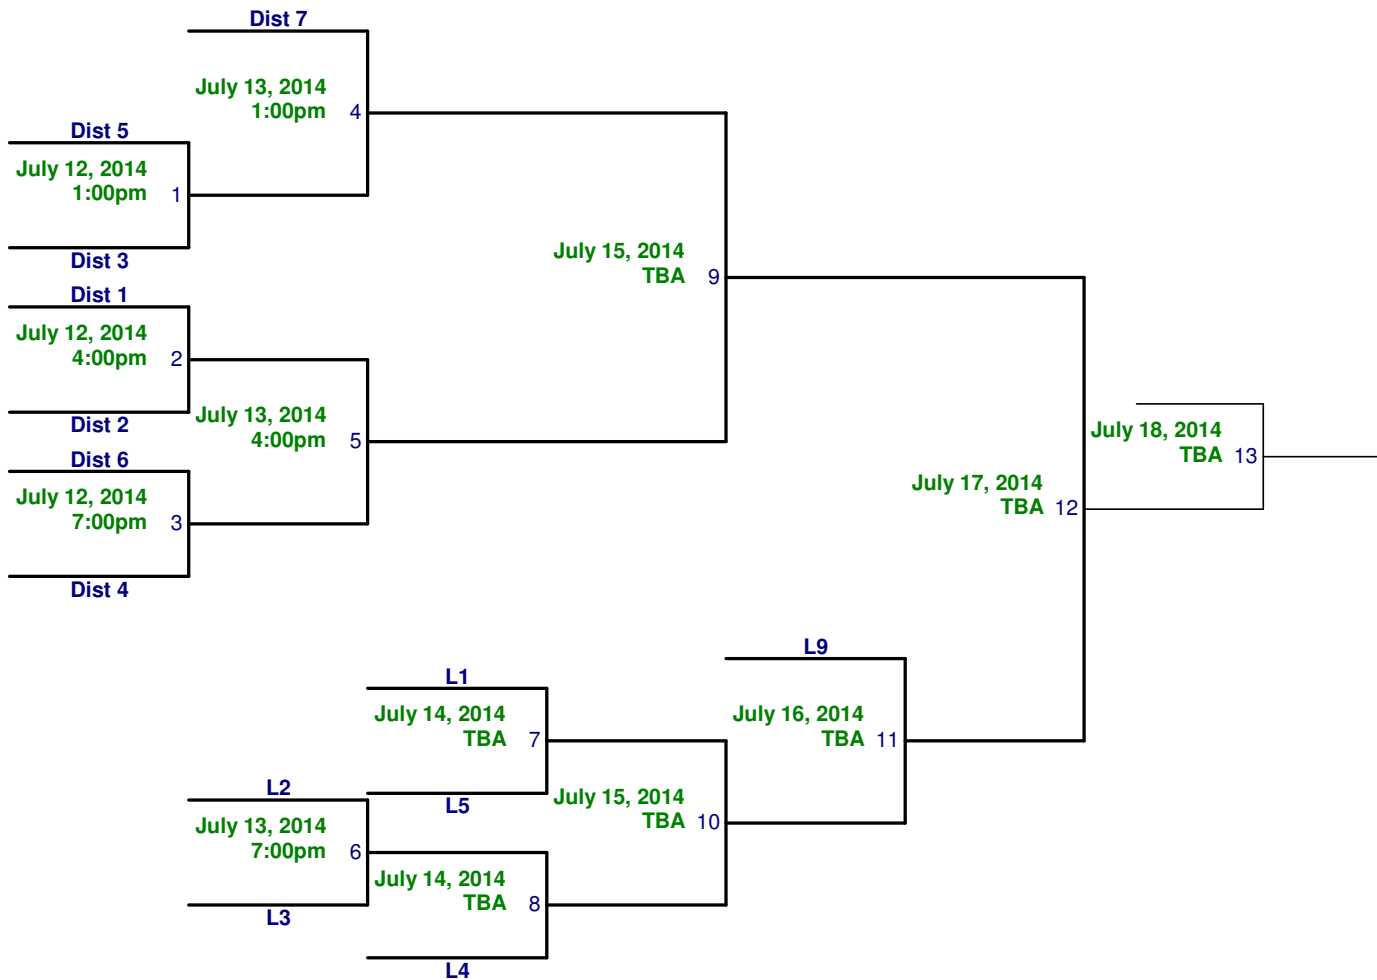 Dist 7
July 13, 2014
1:00pm 4
Dist 5
July 12, 2014
1:00pm 1
Dist 3
Dist 1
July 12, 2014
4:00pm 2
Dist 2
July 13, 2014
4:00pm 5
Dist 6
July 12, 2014
7:00pm 3
Dist 4
July 15, 2014
TBA 9
July 18, 2014
TBA 13
July 17, 2014
TBA 12
L9
L1
July 14, 2014
TBA 7
L5
July 16, 2014
TBA 11
L2
July 13, 2014
7:00pm 6
L3
July 15, 2014
TBA 10
July 14, 2014
TBA 8
L4